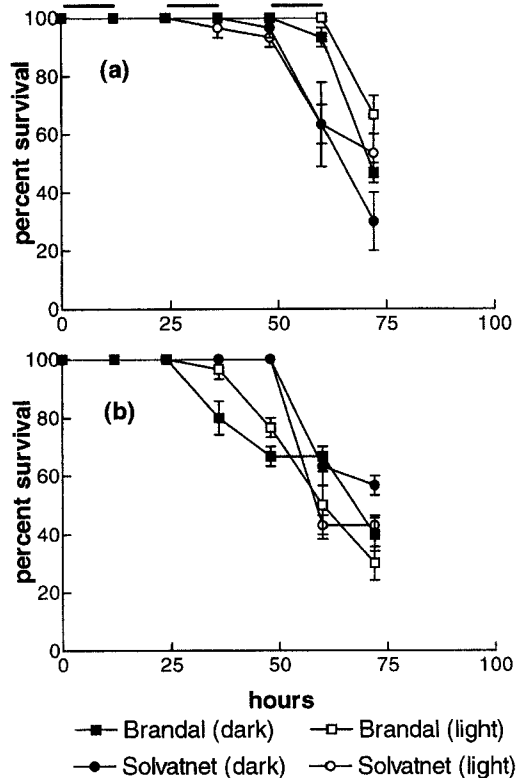 100
(a)
80
60
40
20
0
percent survival
0 25 50 75 100
100
(b)
80
60
40
20
0
percent survival
0 25 50 75 100
hours
Brandal (dark) Brandal (light)
Solvatnet (dark) Solvatnet (light)